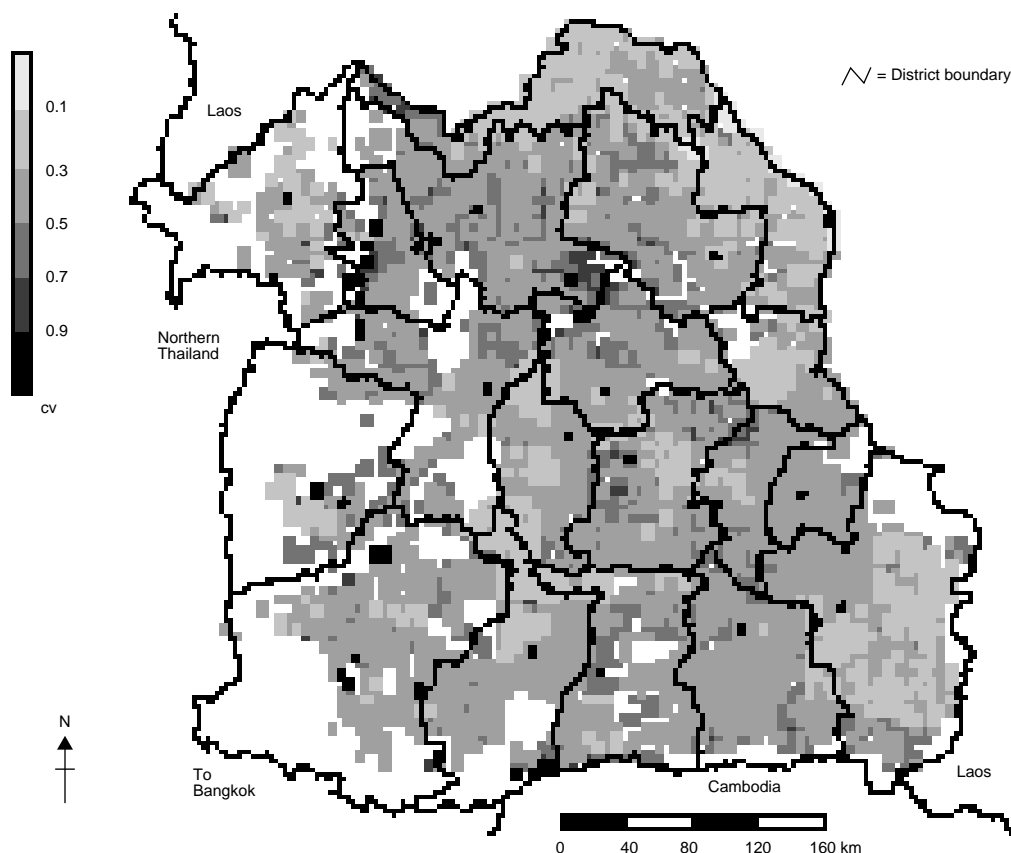 = District boundary
0.1
Laos
0.3
0.5
0.7
0.9
Northern
Thailand
cv
N
To
Bangkok
Laos
Cambodia
0 40 80 120 160 km